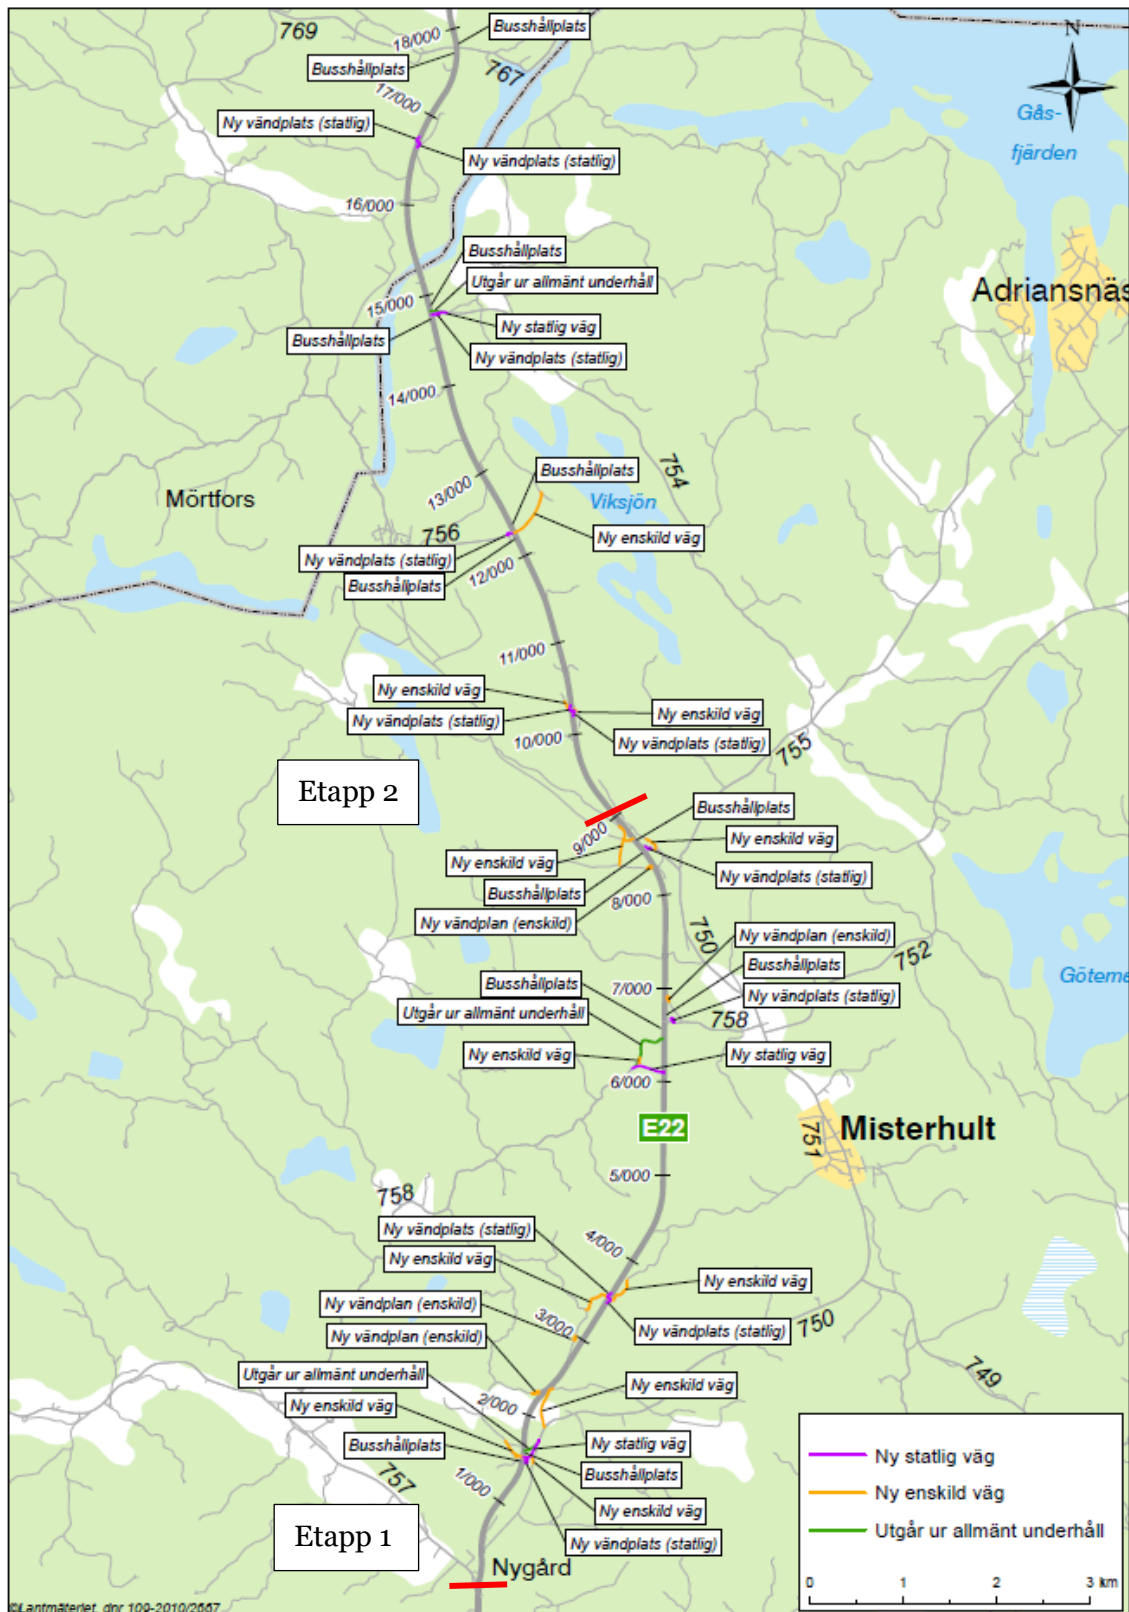 769
18/000
Busshållplats
N
Busshållplats
767
17/000
Gås-
fjärden
Ny vändplats (statlig)
Ny vändplats (statlig)
16/000
Busshållplats
Utgår ur allmänt underhåll
Adriansnäs
15/000
Ny statlig väg
Busshållplats
Ny vändplats (statlig)
14/000
754
Busshållplats
13/000
Mörtfors
Viksjön
756
Ny enskild väg
Ny vändplats (statlig)
12/000
Busshållplats
11/000
Ny enskild väg
Ny enskild väg
Ny vändplats (statlig)
10/000
Ny vändplats (statlig)
755
Etapp 2
Busshållplats
9/000
Ny enskild väg
Ny enskild väg
Ny vändplats (statlig)
Busshållplats
8/000
Ny vändplan (enskild)
750
Ny vändplan (enskild)
752
Busshållplats
Götema
Busshållplats
7/000
Ny vändplats (statlig)
Utgår ur allmänt underhåll
758
Ny enskild väg
Ny statlig väg
6/000
E22
751
Misterhult
5/000
758
Ny vändplats (statlig)
4/000
Ny enskild väg
Ny enskild väg
Ny vändplan (enskild)
3/000
750
Ny vändplan (enskild)
Ny vändplats (statlig)
Utgår ur allmänt underhåll
749
Ny enskild väg
Ny enskild väg
2/000
Busshållplats
Ny statlig väg
Busshållplats
757
1/000
Ny enskild väg
Etapp 1
Ny vändplats (statlig)
Nygård
Ny statlig väg
Ny enskild väg
Utgår ur allmänt underhåll
0 1 2 3 km
©Lantmäteriet, dnr 109-2010/2667